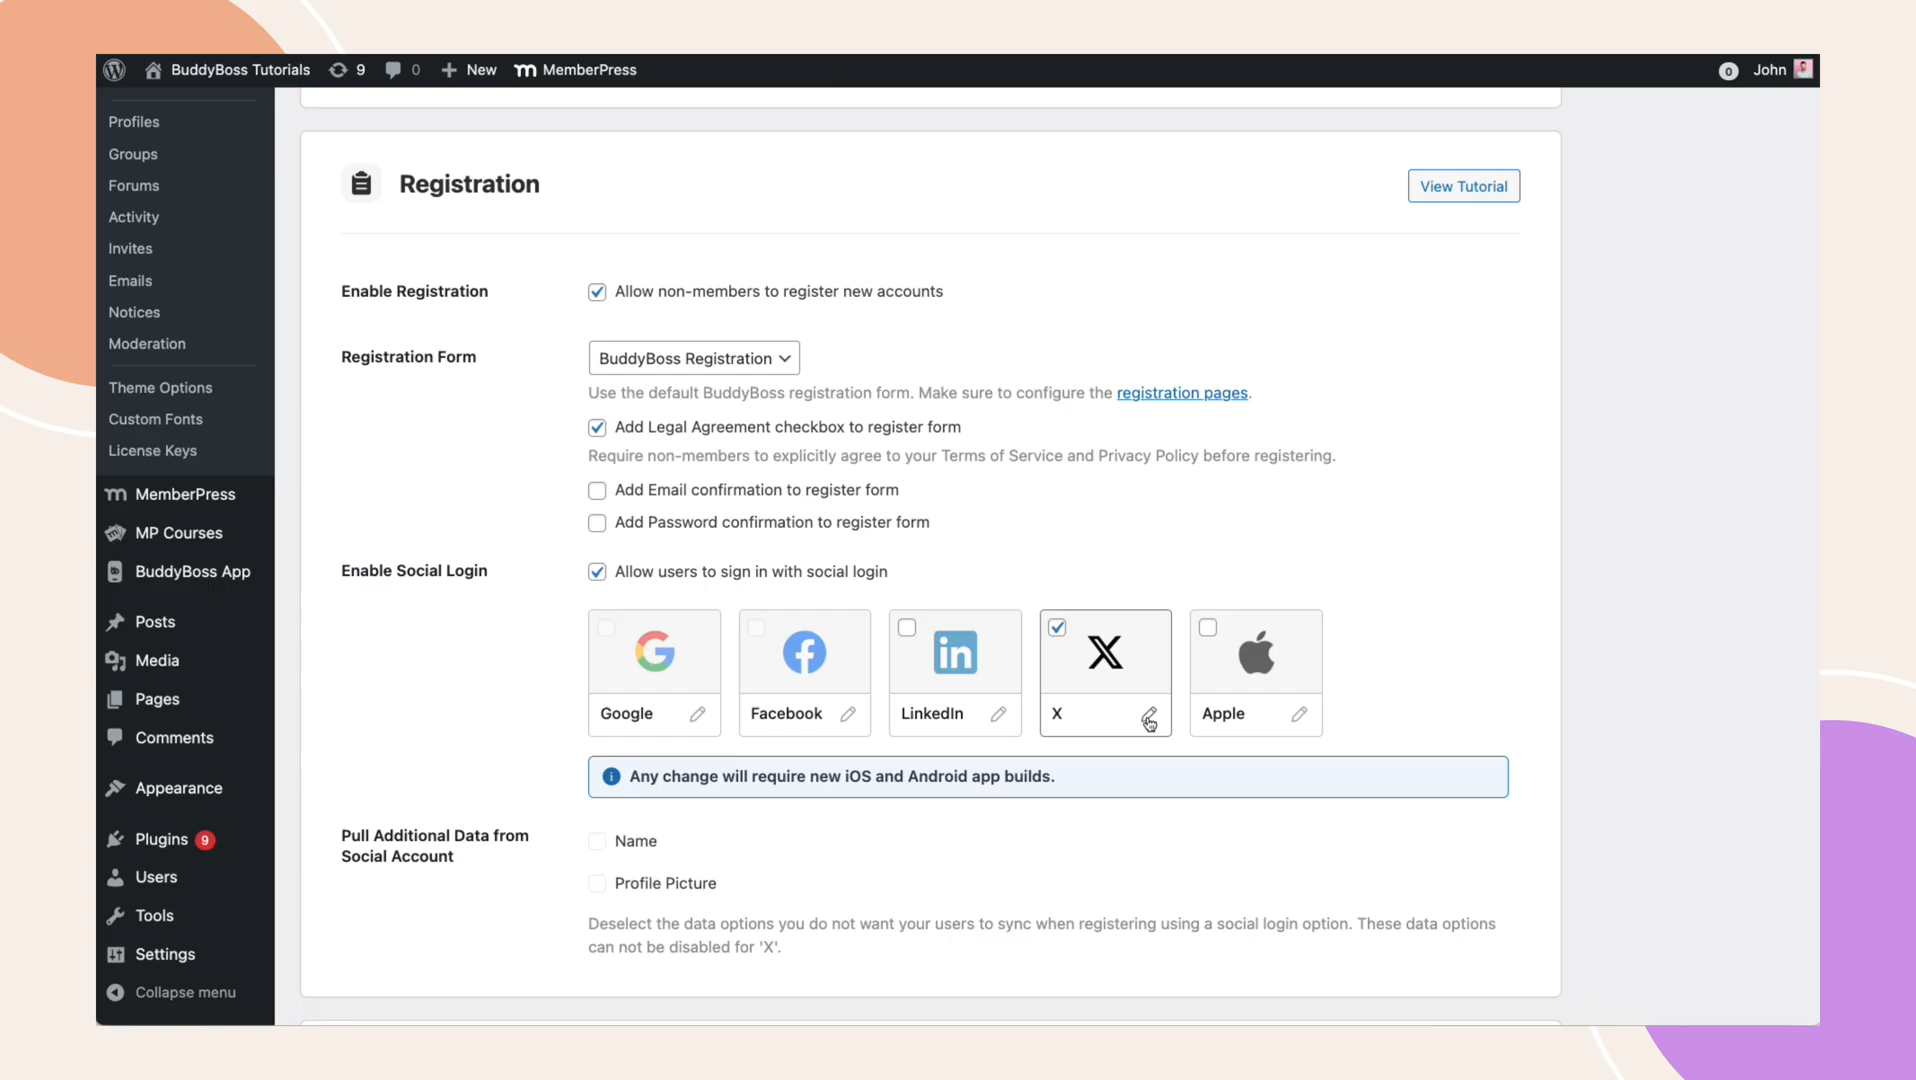 BuddyBoss Tutorials 9 0 New MemberPress 0 John
Profiles
Groups
Forums
Activity
Invites
Emails
Notices
Moderation
Theme Options
Custom Fonts
License Keys
MemberPress
MP Courses
BuddyBoss App
Posts
Media
Pages
Comments
Appearance
Plugins 9
Users
Tools
Settings
Collapse menu
Registration
View Tutorial
Enable Registration
Allow non-members to register new accounts
Registration Form
BuddyBoss Registration
Use the default BuddyBoss registration form. Make sure to configure the registration pages.
Add Legal Agreement checkbox to register form
Require non-members to explicitly agree to your Terms of Service and Privacy Policy before registering.
Add Email confirmation to register form
Add Password confirmation to register form
Enable Social Login
Allow users to sign in with social login
Google Facebook LinkedIn X Apple
Any change will require new iOS and Android app builds.
Pull Additional Data from
Social Account
Name
Profile Picture
Deselect the data options you do not want your users to sync when registering using a social login option. These data options
can not be disabled for 'X'.